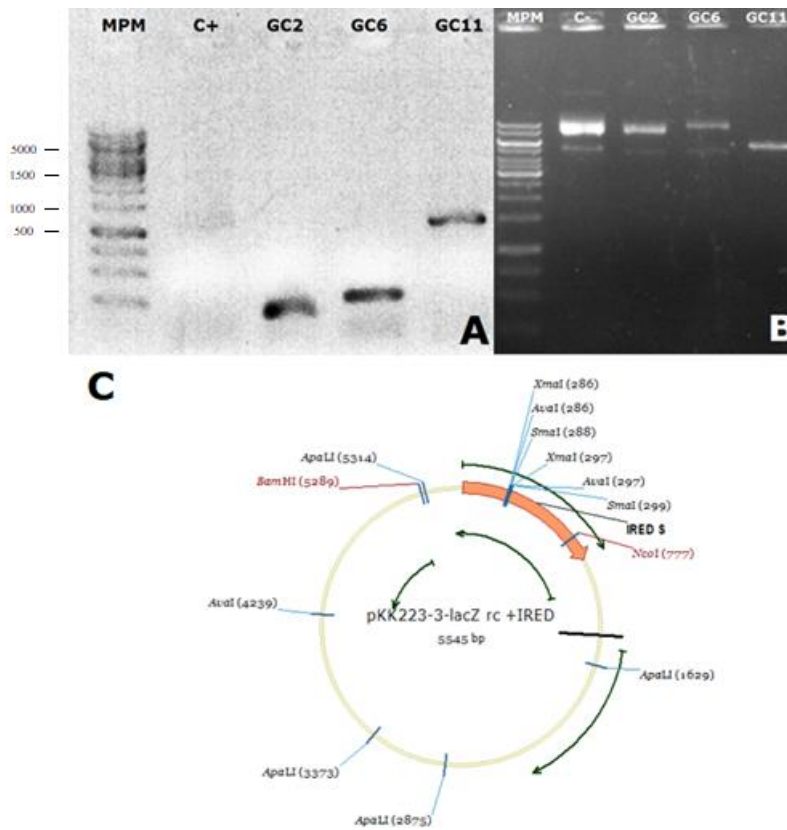 MPM C+ GC2 GC6 GC11
5000
1500
1000
500
A
MPM C- GC2 GC6 GC11
B
C
XmaI (286)
AvaI (286)
SmaI (288)
XmaI (297)
AvaI (297)
SmaI (299)
IRED $
NcoI (777)
ApaLI (5314)
BamHI (5289)
AvaI (4239)
pKK223-3-lacZ rc +IRED
5545 bp
ApaLI (1629)
ApaLI (3373)
ApaLI (2875)